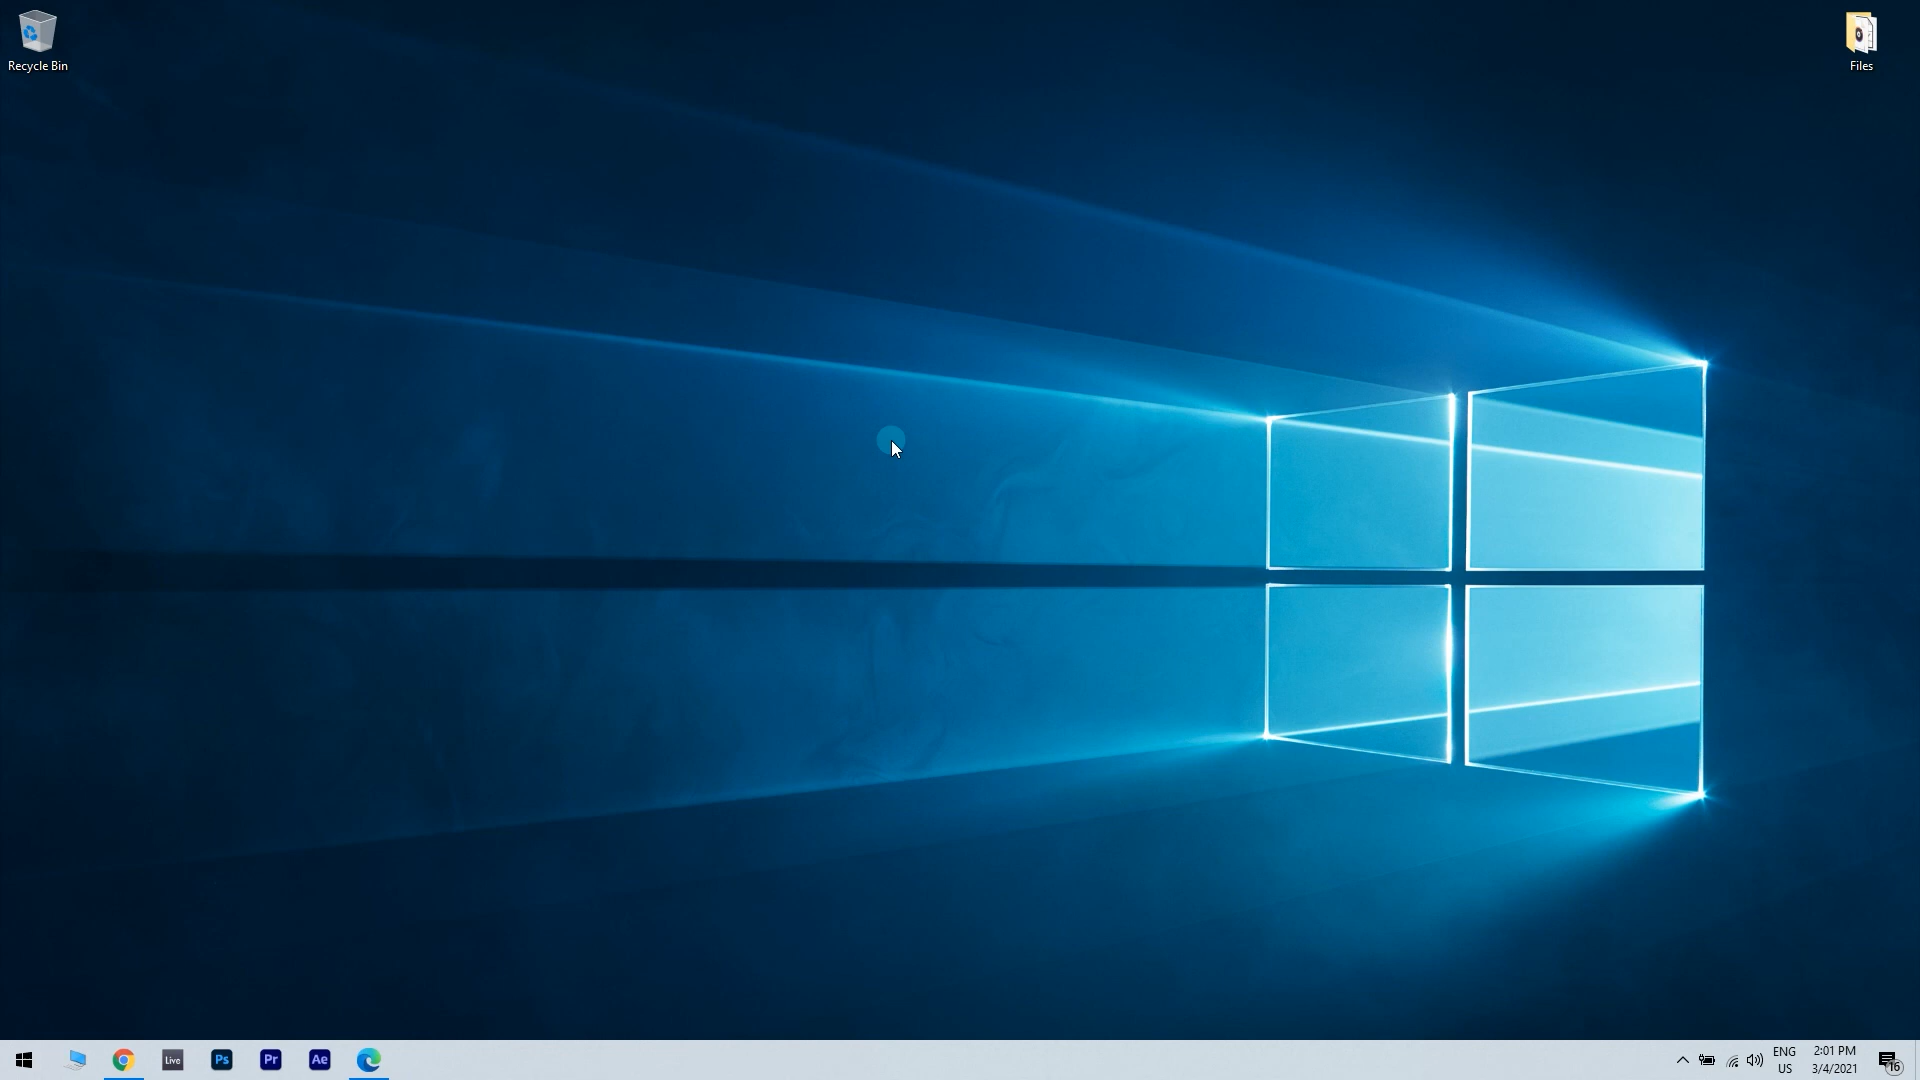 Recycle Bin
Files
Live
Ps
Pr
Ae
ENG
US
2:01 PM
3/4/2021
16